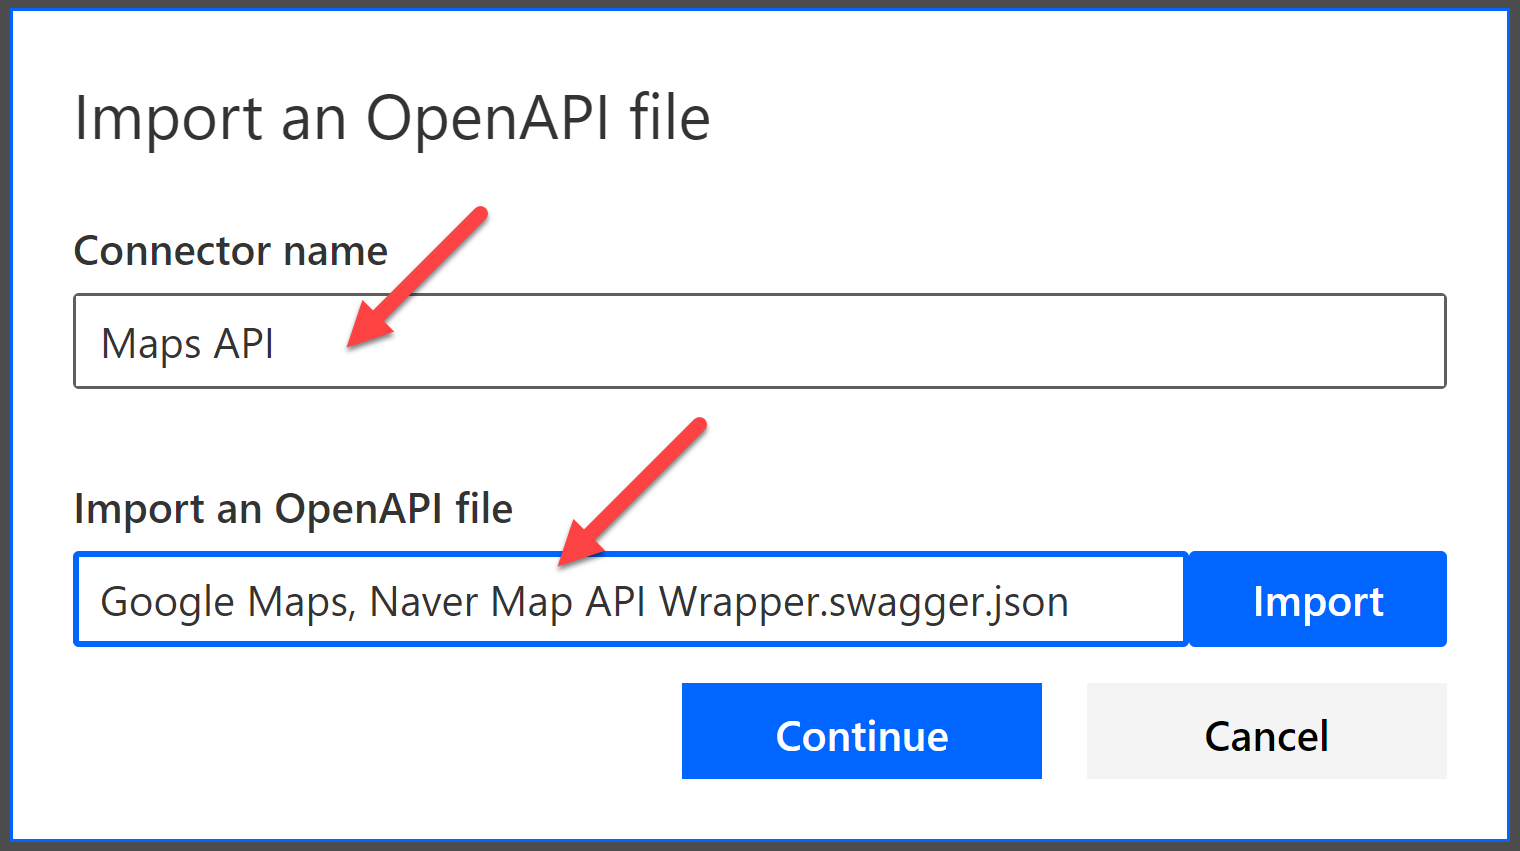 Import an OpenAPI file
Connector name
Maps API
Import an OpenAPI file
Google Maps, Naver Map API Wrapper.swagger.json
Import
Continue
Cancel